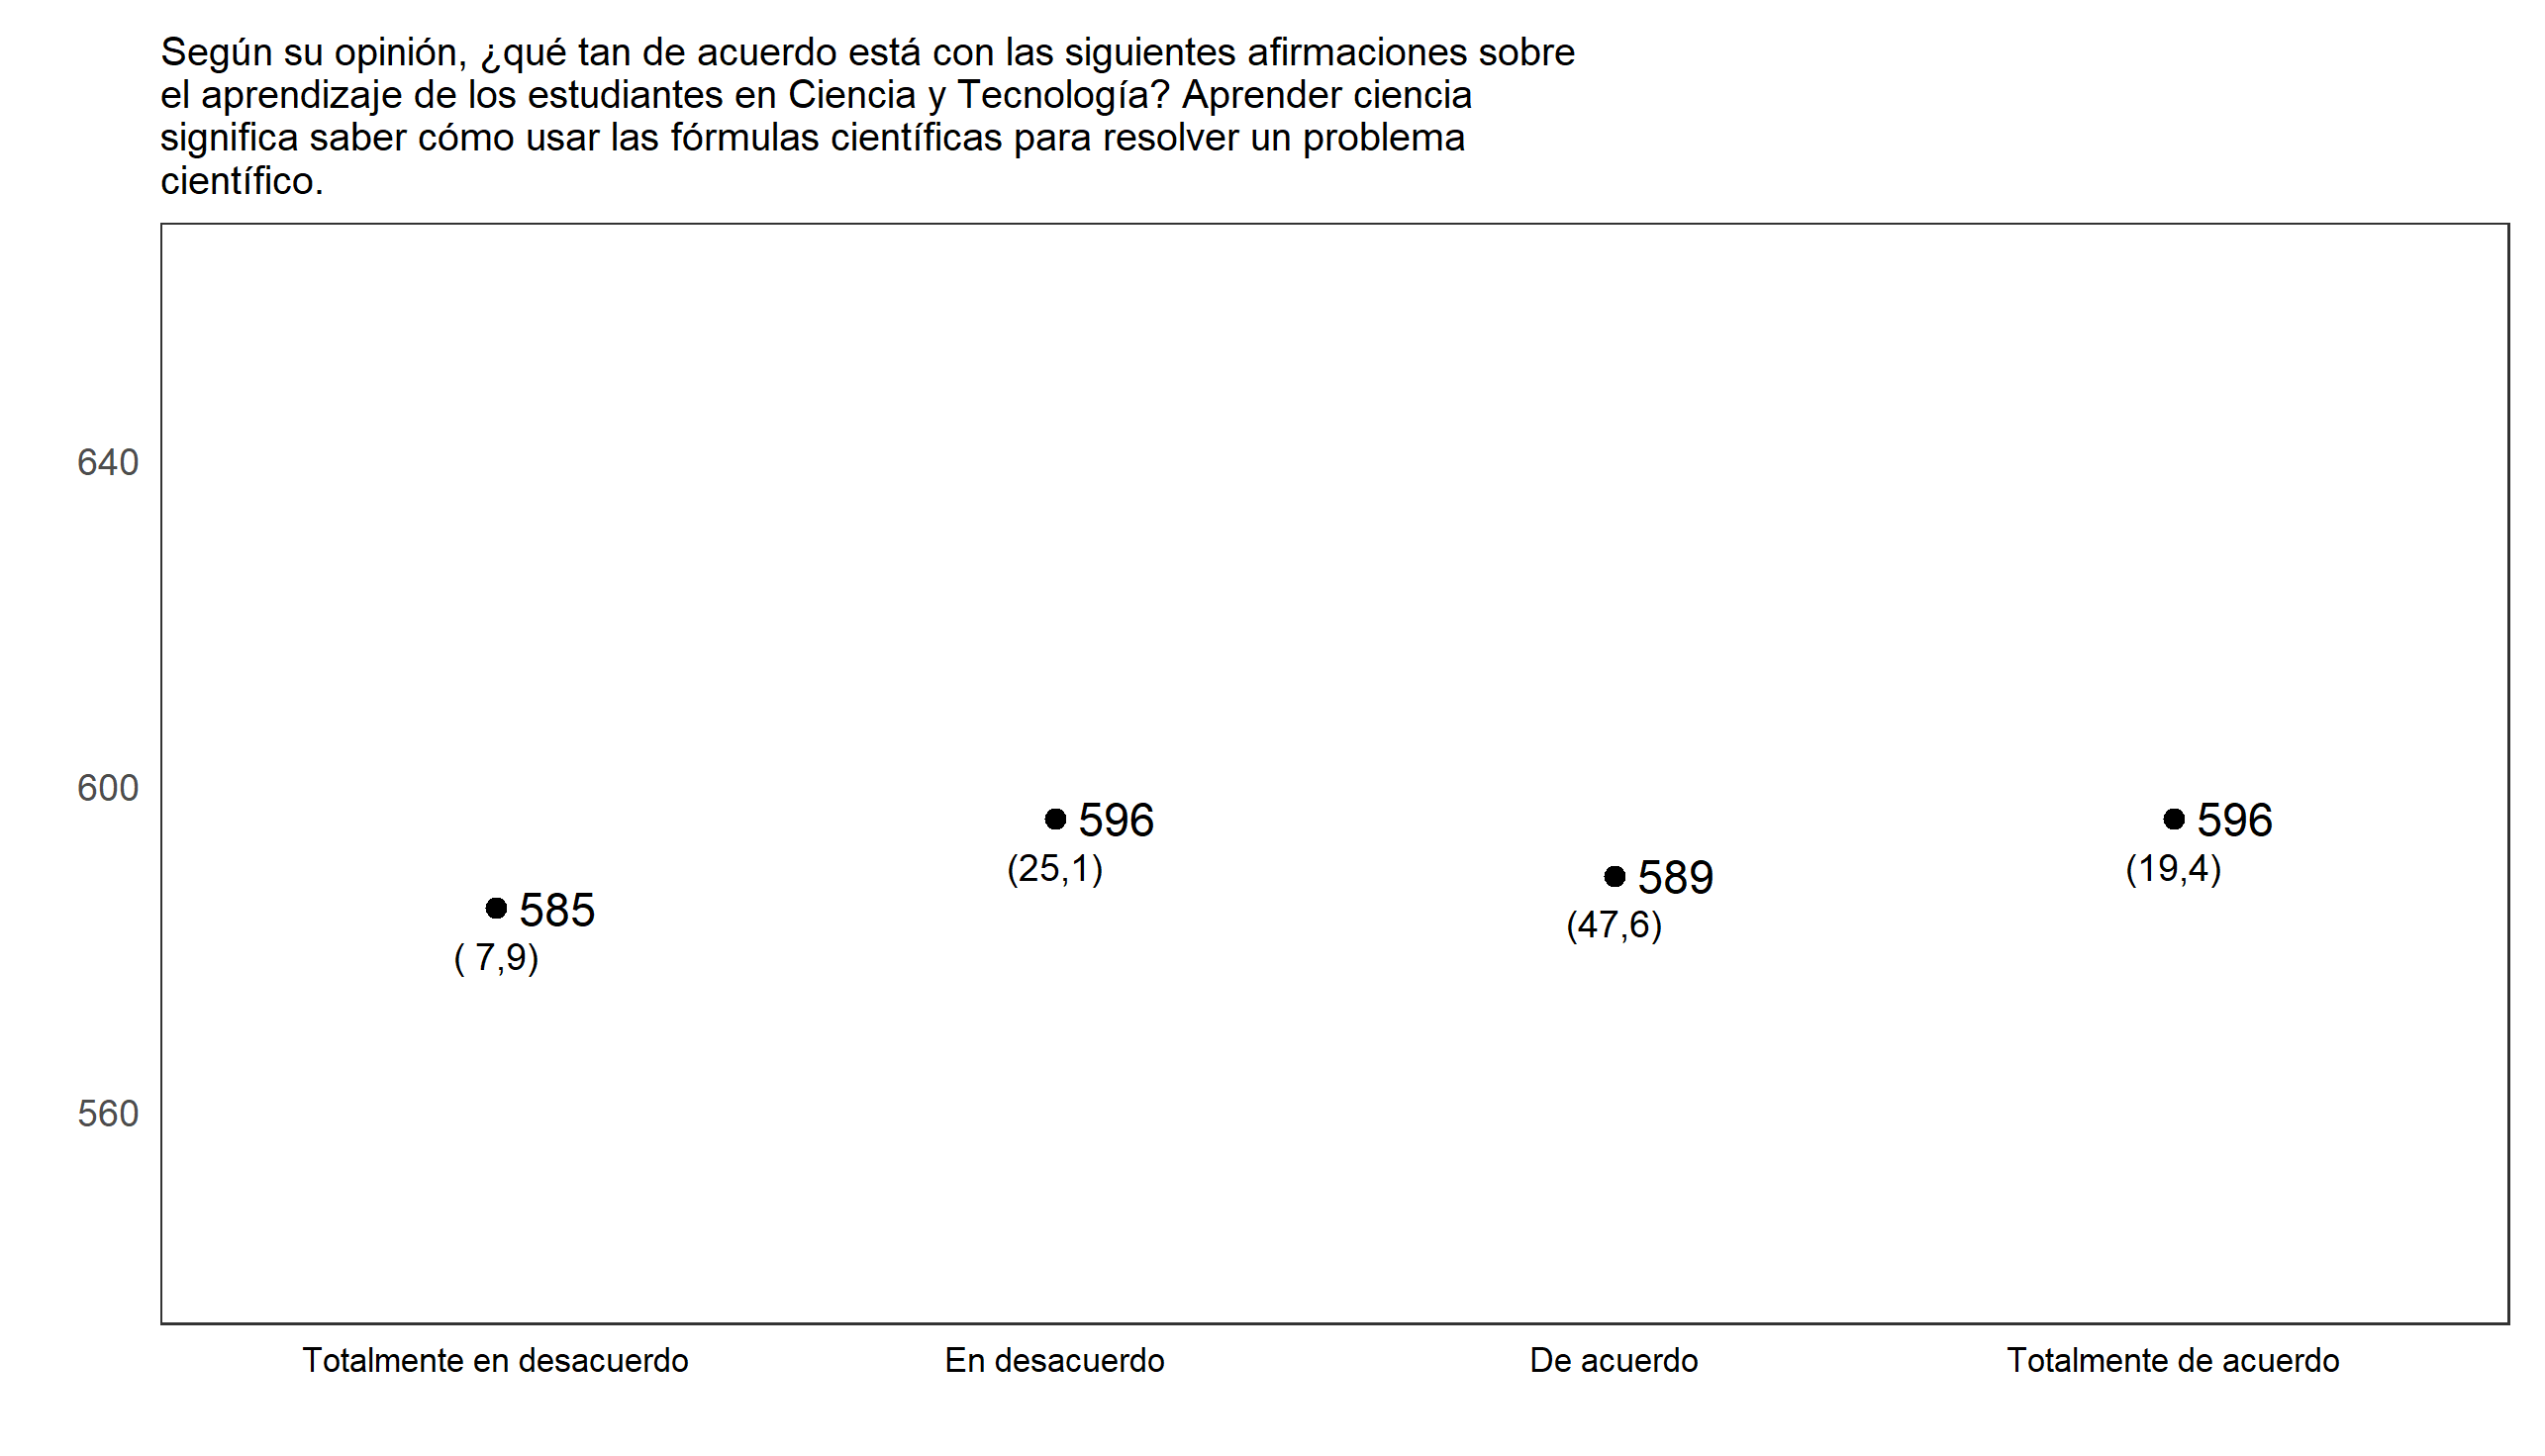 Según su opinión, ¿qué tan de acuerdo está con las siguientes afirmaciones sobre
el aprendizaje de los estudiantes en Ciencia y Tecnología? Aprender ciencia
significa saber cómo usar las fórmulas científicas para resolver un problema
científico.
640
600
560
585
( 7,9)
596
(25,1)
589
(47,6)
596
(19,4)
Totalmente en desacuerdo
En desacuerdo
De acuerdo
Totalmente de acuerdo